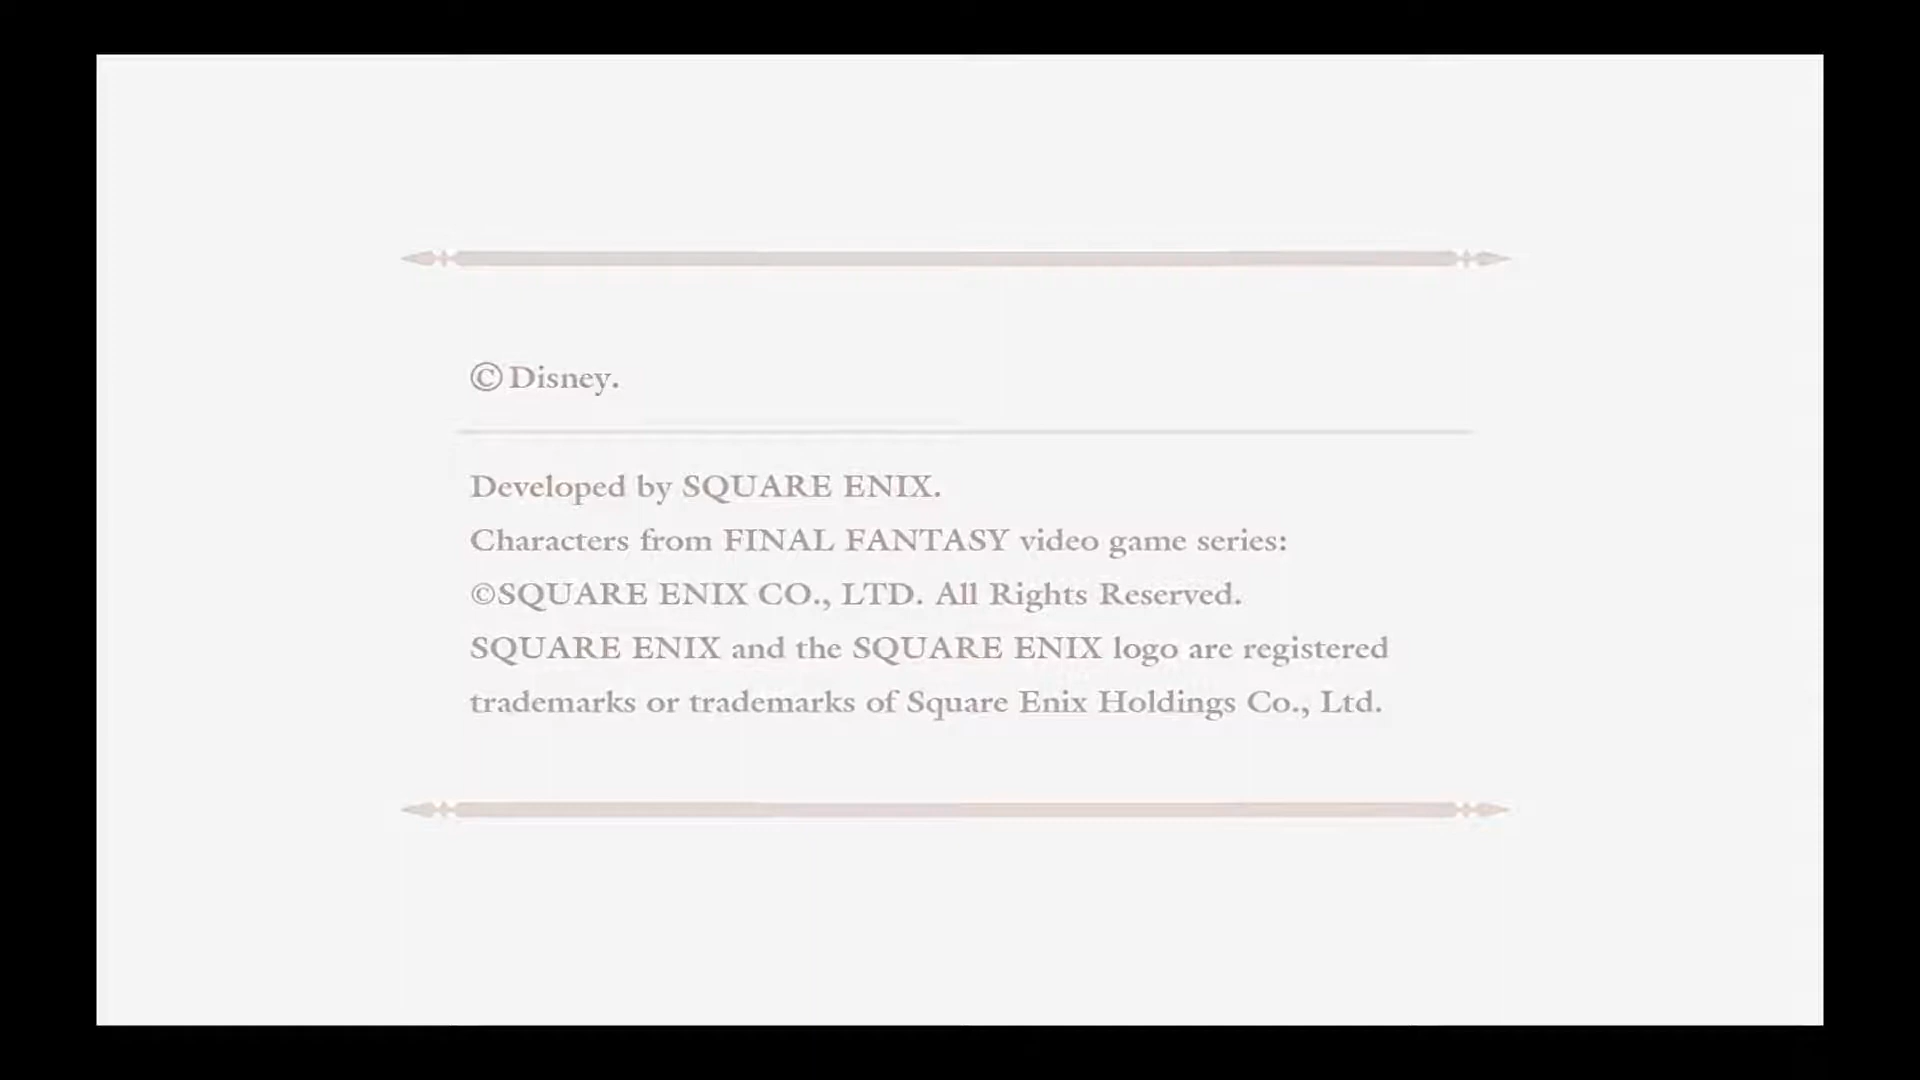 © Disney.
Developed by SQUARE ENIX.
Characters from FINAL FANTASY video game series:
©SQUARE ENIX CO., LTD. All Rights Reserved.
SQUARE ENIX and the SQUARE ENIX logo are registered
trademarks or trademarks of Square Enix Holdings Co., Ltd.